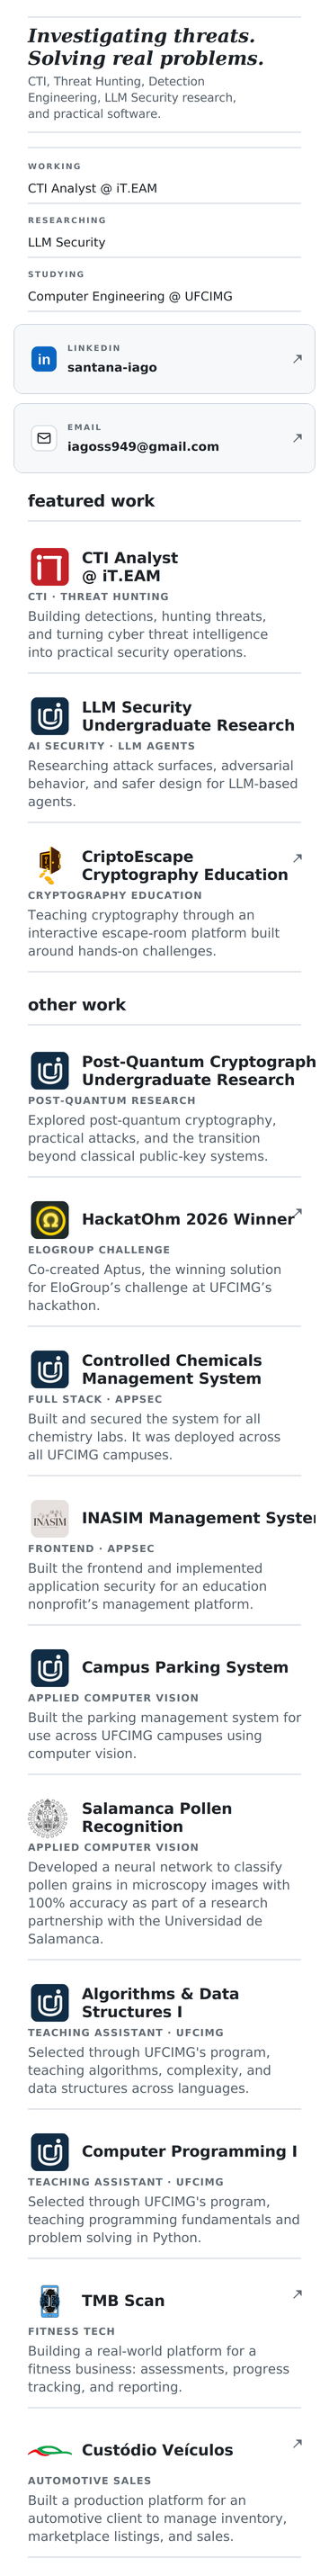 Investigating threats.
Solving real problems.
CTI, Threat Hunting, Detection
Engineering, LLM Security research,
and practical software.
WORKING
CTI Analyst @ iT.EAM
RESEARCHING
LLM Security
STUDYING
Computer Engineering @ UFCIMG
in
LINKEDIN
santana-iago
EMAIL
iagoss949@gmail.com
featured work
CTI Analyst
@ iT.EAM
CTI · THREAT HUNTING
Building detections, hunting threats,
and turning cyber threat intelligence
into practical security operations.
LLM Security
Undergraduate Research
AI SECURITY · LLM AGENTS
Researching attack surfaces, adversarial
behavior, and safer design for LLM-based
agents.
CriptoEscape
Cryptography Education
CRYPTOGRAPHY EDUCATION
Teaching cryptography through an
interactive escape-room platform built
around hands-on challenges.
other work
Post-Quantum Cryptograph
Undergraduate Research
POST-QUANTUM RESEARCH
Explored post-quantum cryptography,
practical attacks, and the transition
beyond classical public-key systems.
HackatOhm 2026 Winner
ELOGROUP CHALLENGE
Co-created Aptus, the winning solution
for EloGroup’s challenge at UFCIMG’s
hackathon.
Controlled Chemicals
Management System
FULL STACK · APPSEC
Built and secured the system for all
chemistry labs. It was deployed across
all UFCIMG campuses.
INASIM
INASIM Management System
FRONTEND · APPSEC
Built the frontend and implemented
application security for an education
nonprofit’s management platform.
Campus Parking System
APPLIED COMPUTER VISION
Built the parking management system for
use across UFCIMG campuses using
computer vision.
Salamanca Pollen
Recognition
APPLIED COMPUTER VISION
Developed a neural network to classify
pollen grains in microscopy images with
100% accuracy as part of a research
partnership with the Universidad de
Salamanca.
Algorithms & Data
Structures I
TEACHING ASSISTANT · UFCIMG
Selected through UFCIMG's program,
teaching algorithms, complexity, and
data structures across languages.
Computer Programming I
TEACHING ASSISTANT · UFCIMG
Selected through UFCIMG's program,
teaching programming fundamentals and
problem solving in Python.
TMB Scan
FITNESS TECH
Building a real-world platform for a
fitness business: assessments, progress
tracking, and reporting.
Custódio Veículos
AUTOMOTIVE SALES
Built a production platform for an
automotive client to manage inventory,
marketplace listings, and sales.